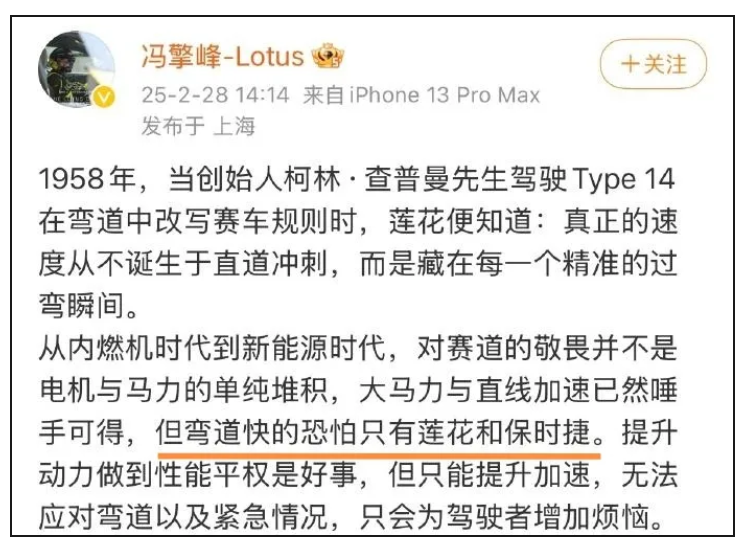 冯擎峰-Lotus
+关注
25-2-28 14:14 来自iPhone 13 Pro Max
发布于 上海
1958年，当创始人柯林·查普曼先生驾驶Type 14
在弯道中改写赛车规则时，莲花便知道：真正的速
度从不诞生于直道冲刺，而是藏在每一个精准的过
弯瞬间。
从内燃机时代到新能源时代，对赛道的敬畏并不是
电机与马力的单纯堆积，大马力与直线加速已然唾
手可得，但弯道快的恐怕只有莲花和保时捷。提升
动力做到性能平权是好事，但只能提升加速，无法
应对弯道以及紧急情况，只会为驾驶者增加烦恼。